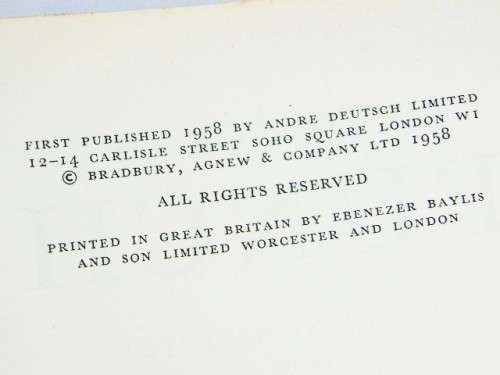 FIRST PUBLISHED 1958 BY ANDRE DEUTSCH LIMITED
12–14 CARLISLE STREET SOHO SQUARE LONDON W1
© BRADBURY, AGNEW & COMPANY LTD 1958
ALL RIGHTS RESERVED
PRINTED IN GREAT BRITAIN BY EBENEZER BAYLIS
AND SON LIMITED WORCESTER AND LONDON